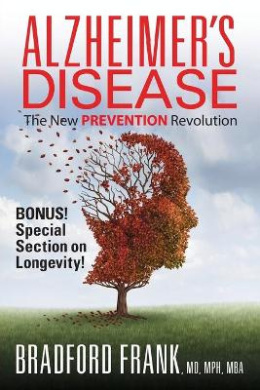 ALZHEIMER'S
DISEASE
The New PREVENTION Revolution
BONUS!
Special
Section on
Longevity!
BRADFORD FRANK, MD, MPH, MBA